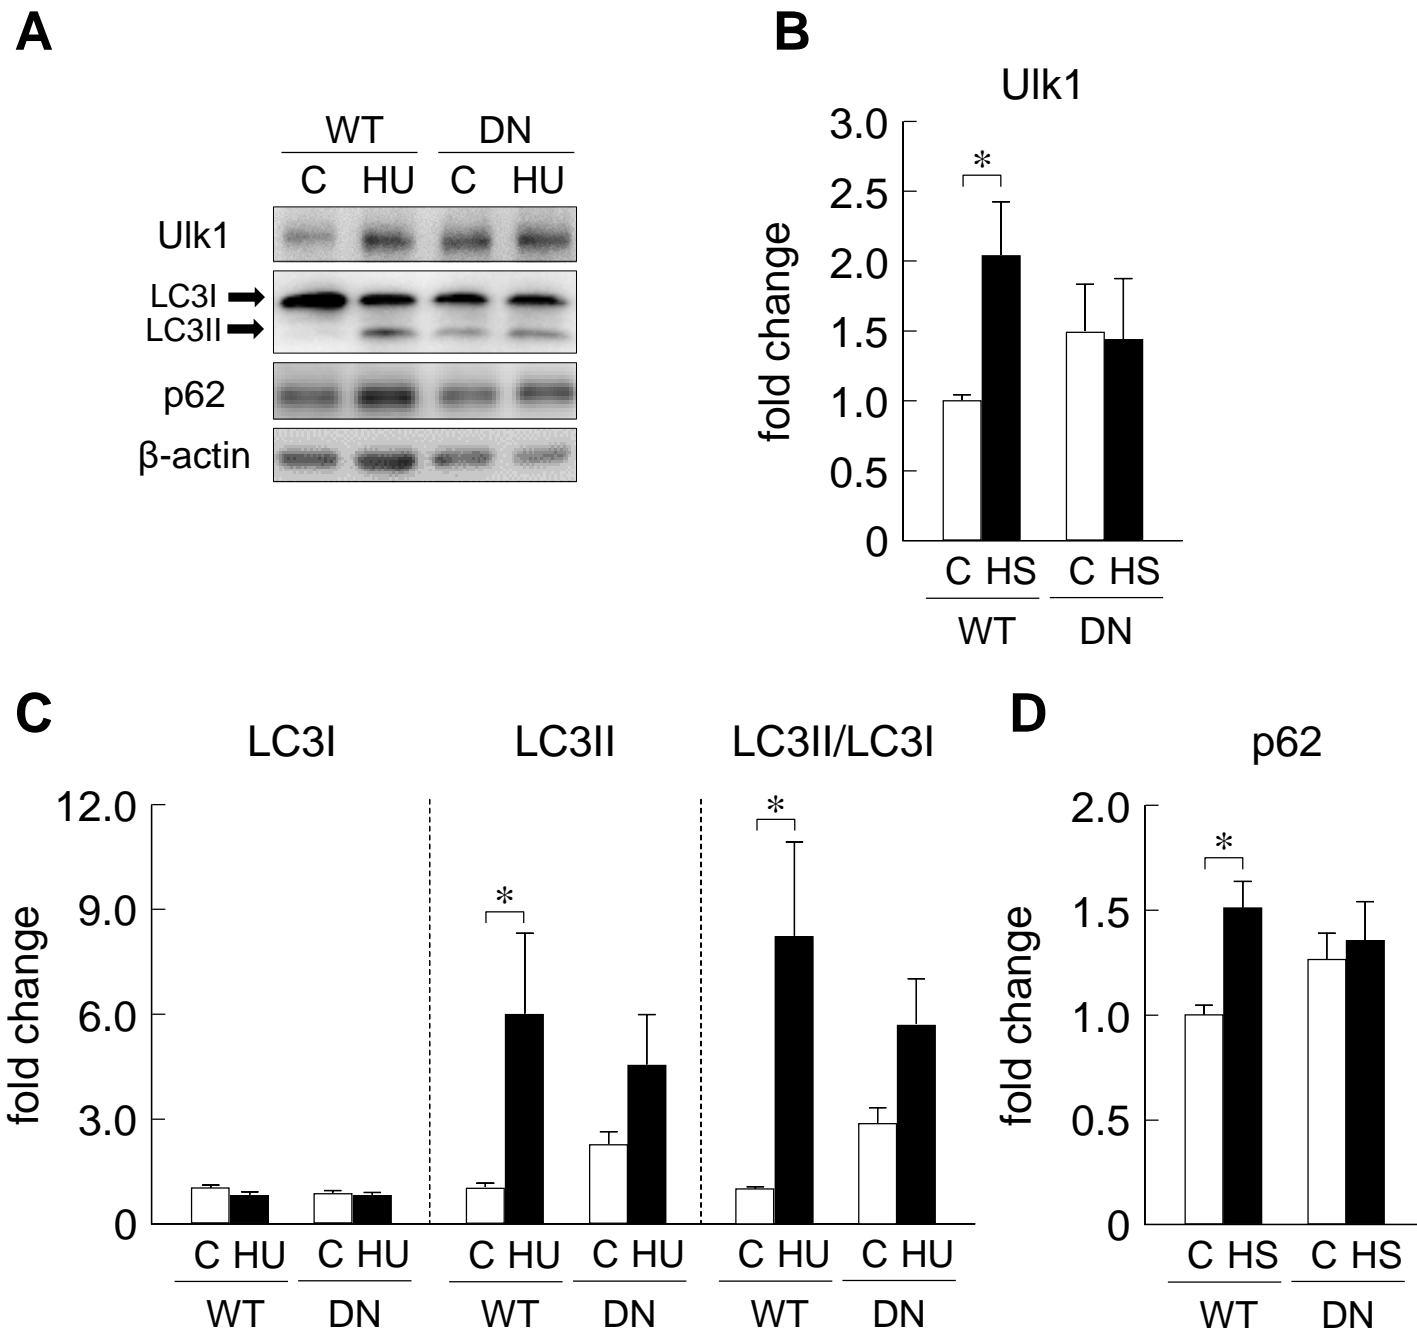 A
WT DN
C HU C HU
Ulk1
LC3I
LC3II
p62
β-actin
B
Ulk1
fold change
3.0
*
2.5
2.0
1.5
1.0
0.5
0
C HS C HS
WT DN
C
LC3I LC3II LC3II/LC3I
fold change
12.0
*
9.0
*
6.0
3.0
0
C HU C HU C HU C HU C HU C HU
WT DN WT DN WT DN
D
p62
fold change
2.0
*
1.5
1.0
0.5
0
C HS C HS
WT DN